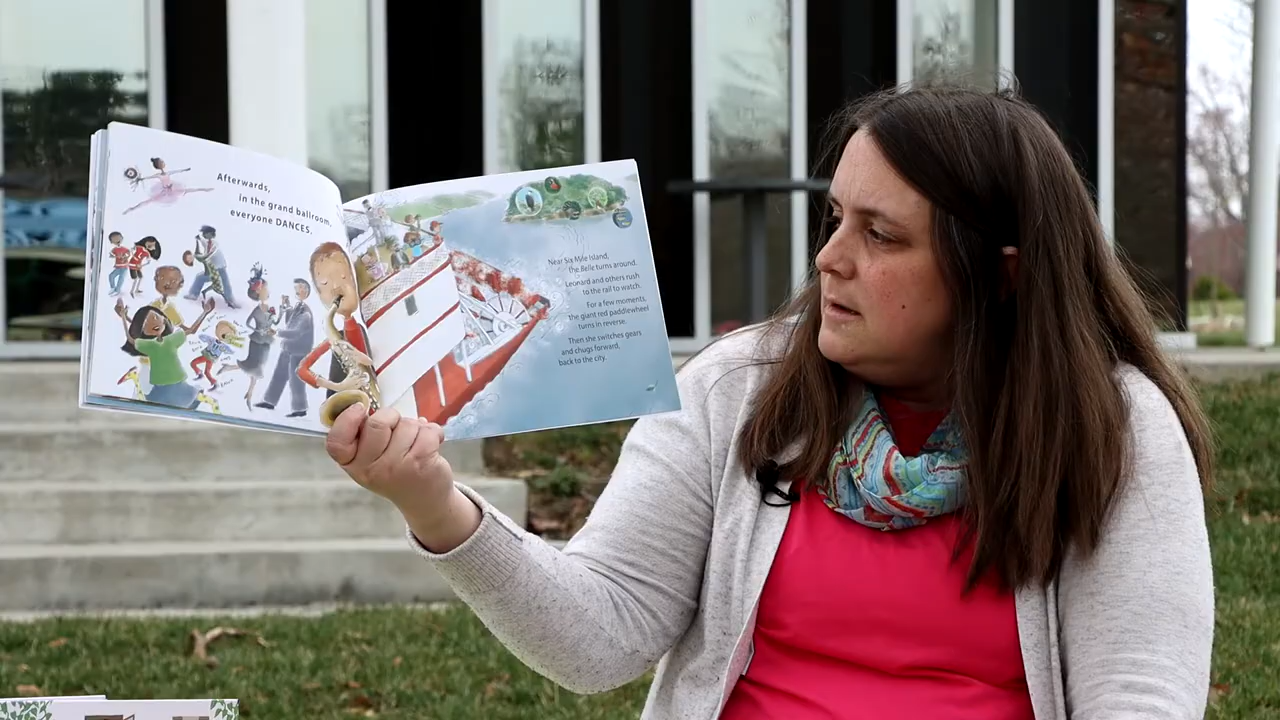 Afterwards,
in the grand ballroom,
everyone DANCES.
Near Six Mile Island,
the Belle turns around.
Leonard and others rush
to the rail to watch.
For a few moments,
the giant red paddlewheel
turns in reverse.
Then she switches gears
and chugs forward,
back to the city.